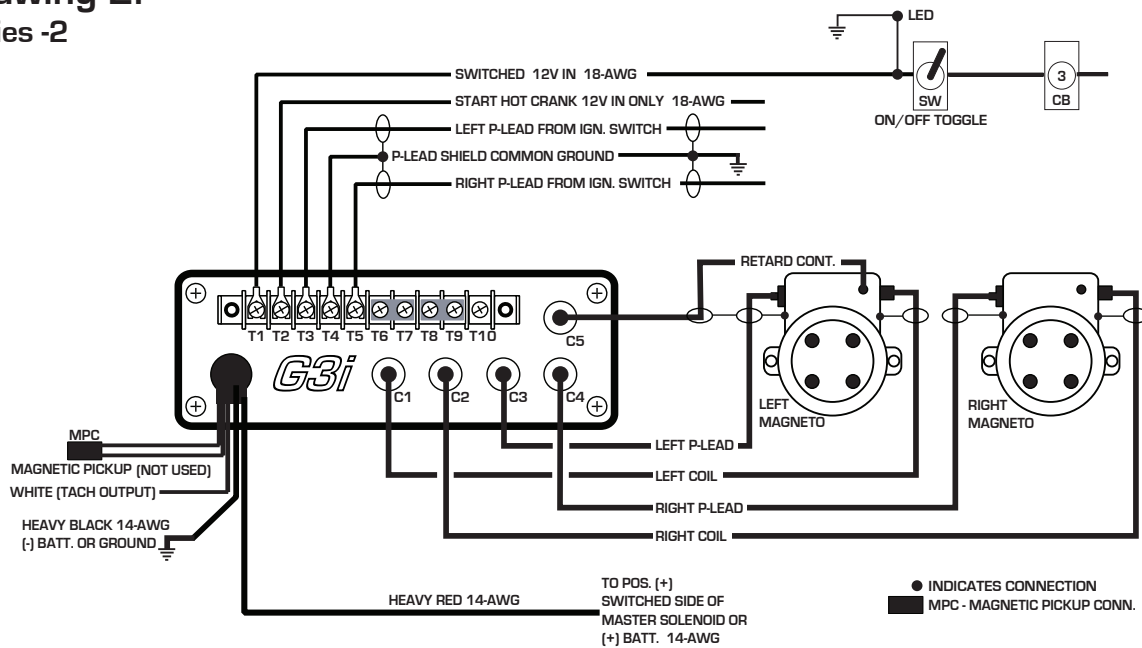 ies -2
LED
SWITCHED 12V IN 18-AWG
3
SW
CB
ON/OFF TOGGLE
START HOT CRANK 12V IN ONLY 18-AWG
LEFT P-LEAD FROM IGN. SWITCH
P-LEAD SHIELD COMMON GROUND
RIGHT P-LEAD FROM IGN. SWITCH
RETARD CONT.
T1 T2 T3 T4 T5 T6 T7 T8 T9 T10
C5
G3i
C1
C2
C3
C4
LEFT
MAGNETO
RIGHT
MAGNETO
MPC
MAGNETIC PICKUP (NOT USED)
WHITE (TACH OUTPUT)
HEAVY BLACK 14-AWG
(-) BATT. OR GROUND
LEFT P-LEAD
LEFT COIL
RIGHT P-LEAD
RIGHT COIL
HEAVY RED 14-AWG
TO POS. (+)
SWITCHED SIDE OF
MASTER SOLENOID OR
(+) BATT. 14-AWG
INDICATES CONNECTION
MPC - MAGNETIC PICKUP CONN.